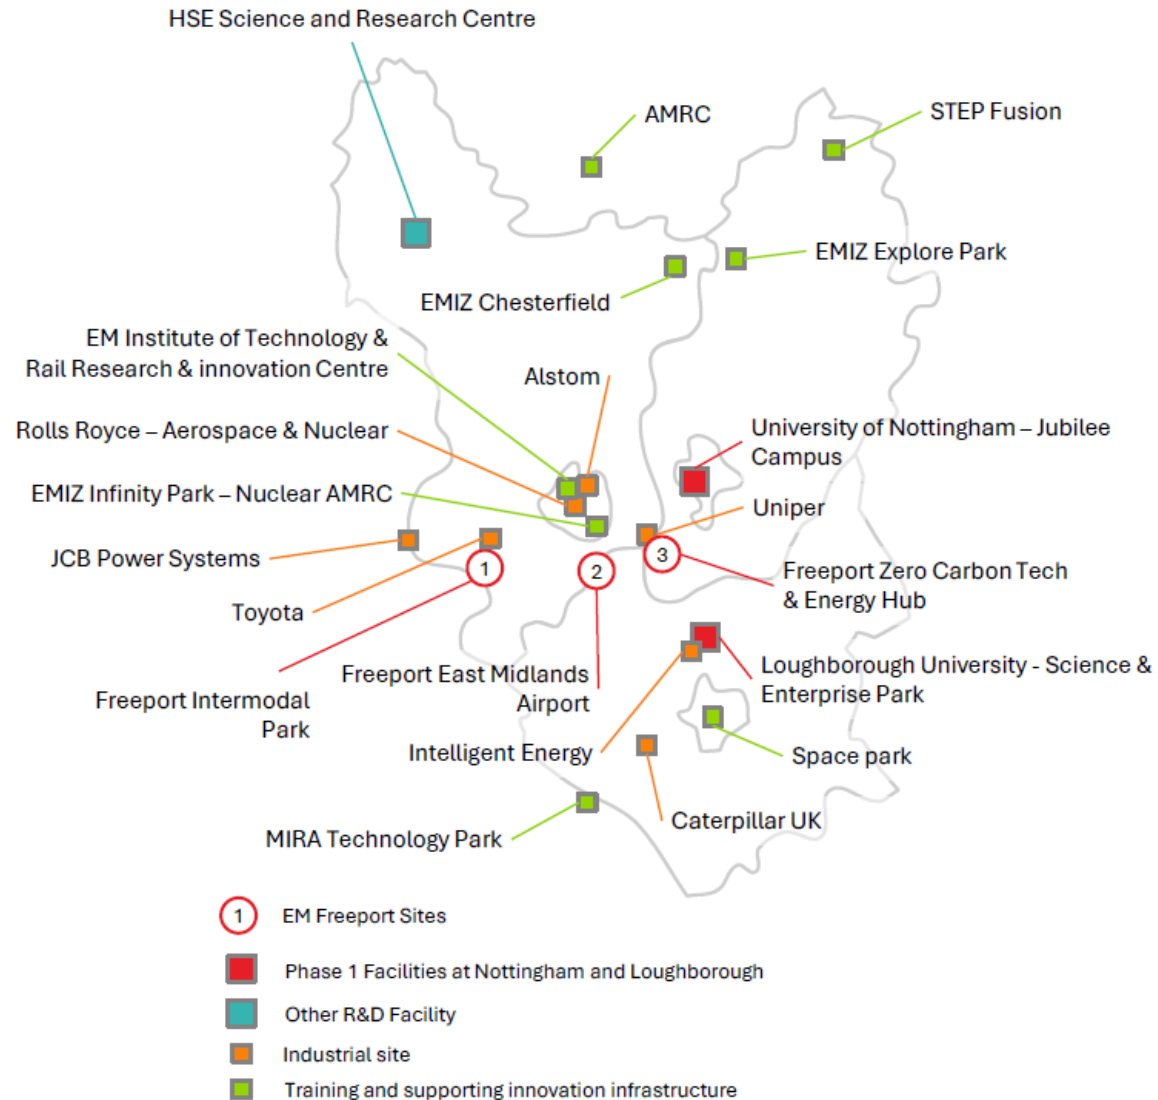 HSE Science and Research Centre
AMRC
STEP Fusion
EMIZ Explore Park
EMIZ Chesterfield
EM Institute of Technology &
Rail Research & innovation Centre
Alstom
Rolls Royce – Aerospace & Nuclear
University of Nottingham – Jubilee
Campus
EMIZ Infinity Park – Nuclear AMRC
Uniper
JCB Power Systems
1
2
3
Freeport Zero Carbon Tech
& Energy Hub
Toyota
Freeport Intermodal
Park
Freeport East Midlands
Airport
Loughborough University - Science &
Enterprise Park
Intelligent Energy
Space park
Caterpillar UK
MIRA Technology Park
1 EM Freeport Sites
Phase 1 Facilities at Nottingham and Loughborough
Other R&D Facility
Industrial site
Training and supporting innovation infrastructure